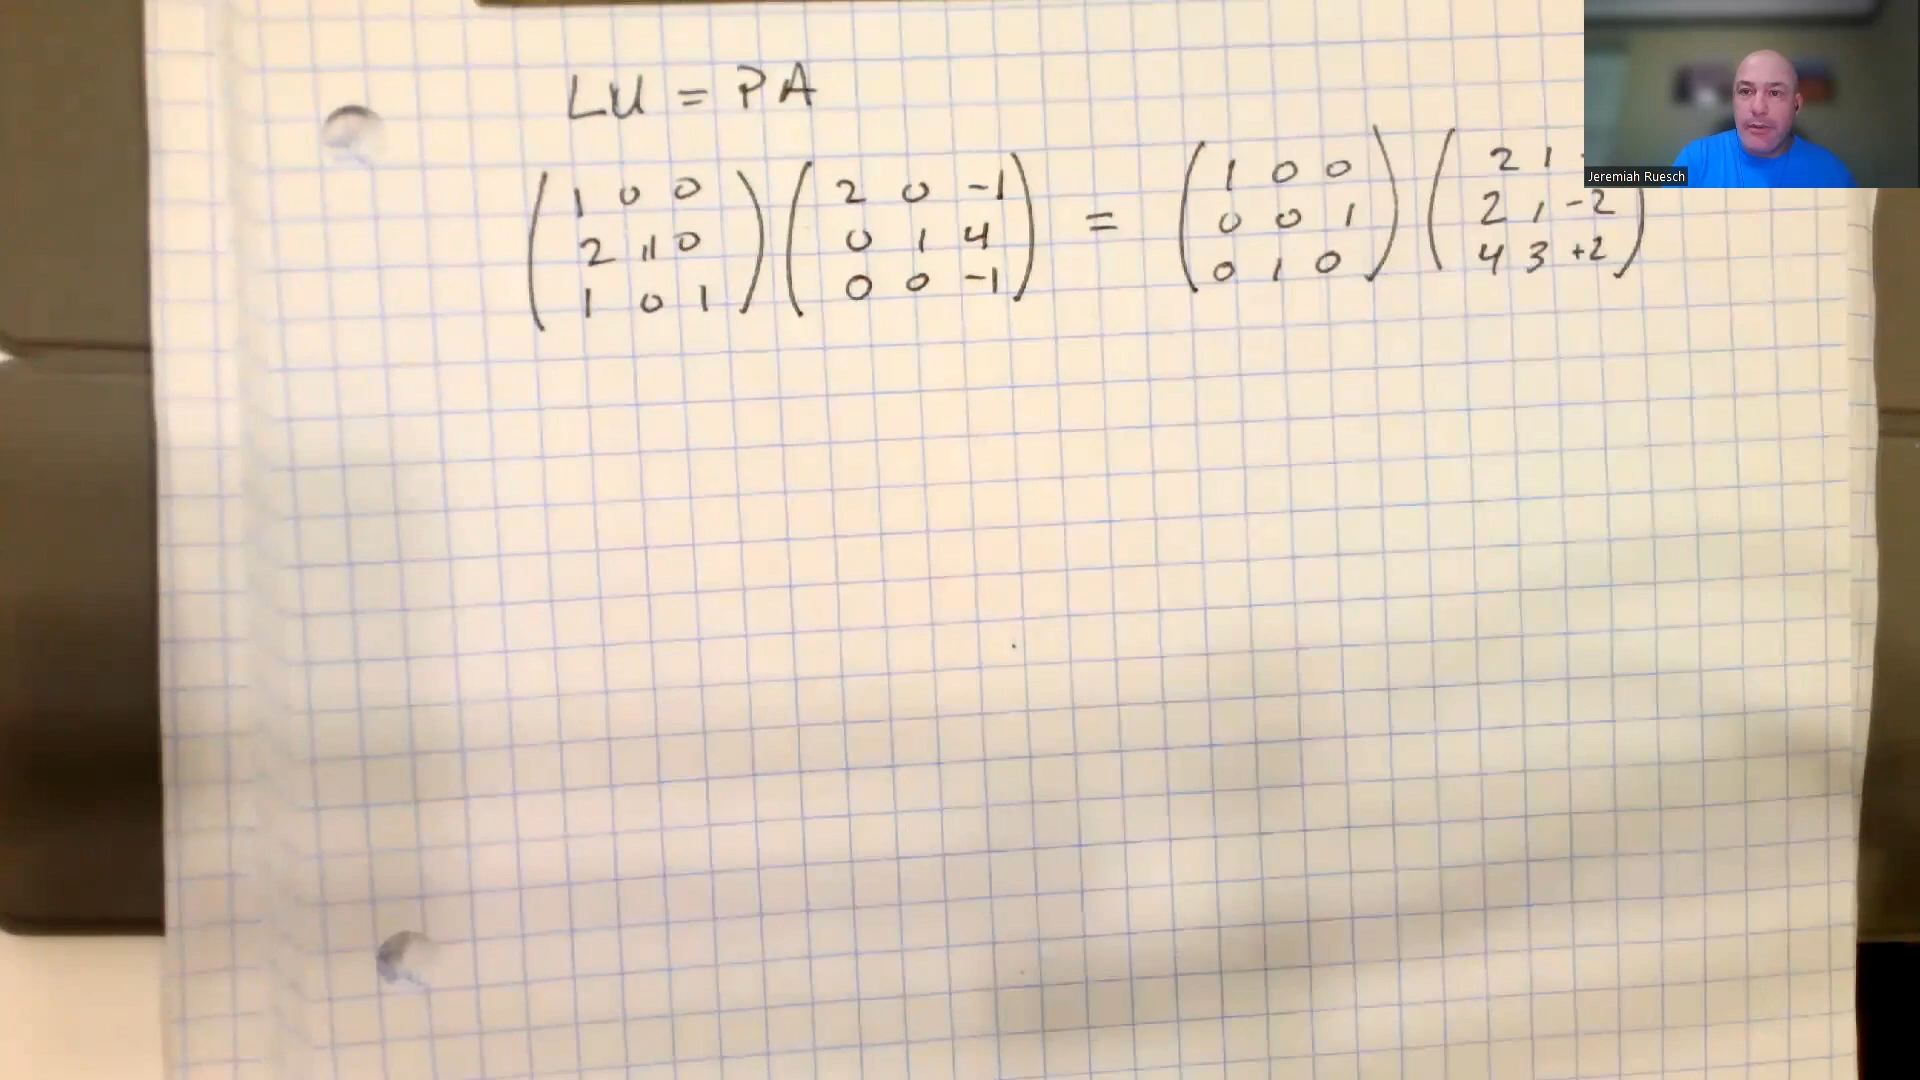 LU = PA
(1 0 0) (2 0 -1) = (1 0 0) (2 1
(2 1 0) (0 1 4) (0 0 1) (2 1 -2)
(1 0 1) (0 0 -1) (0 1 0) (4 3 +2)
Jeremiah Ruesch